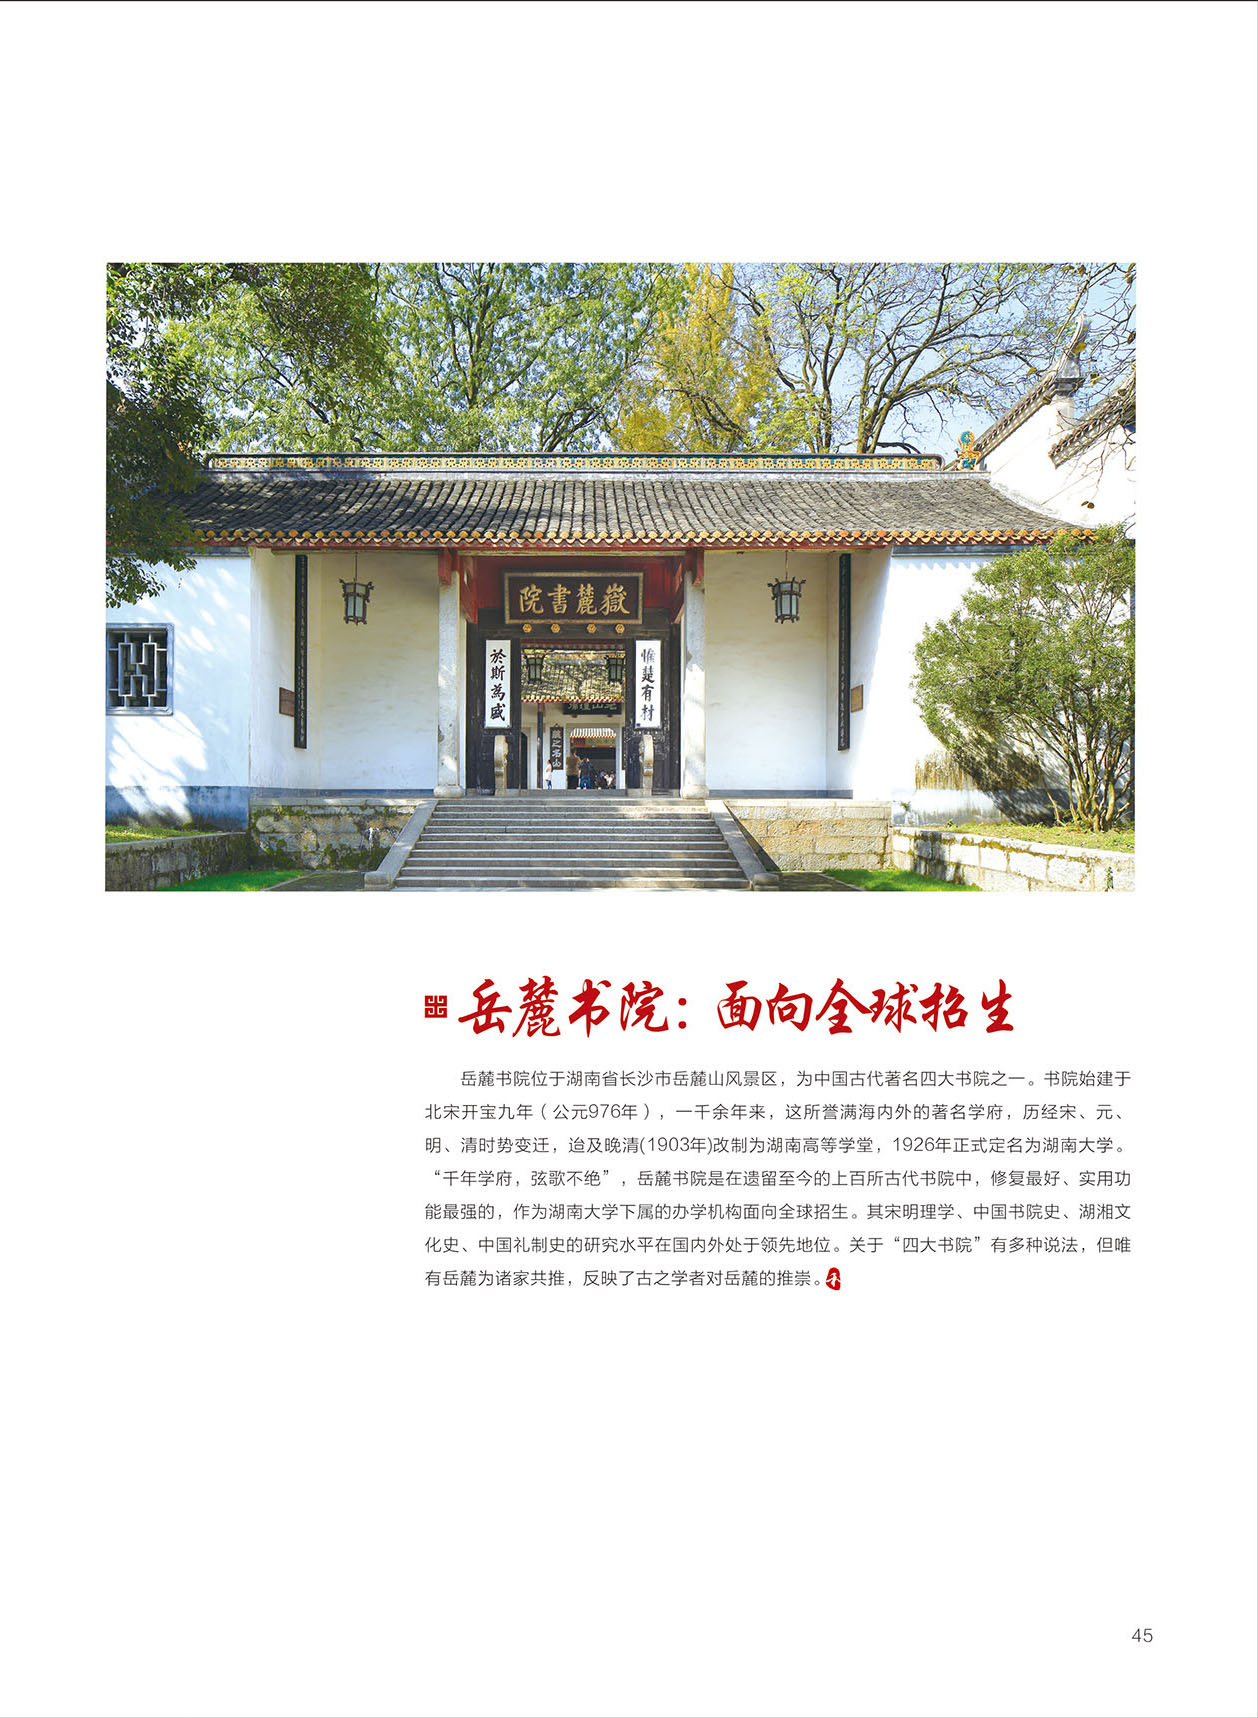 嶽麓書院
惟楚有材
於斯為盛
岳麓书院：面向全球招生
岳麓书院位于湖南省长沙市岳麓山风景区，为中国古代著名四大书院之一。书院始建于
北宋开宝九年（公元976年），一千余年来，这所誉满海内外的著名学府，历经宋、元、
明、清时势变迁，迨及晚清(1903年)改制为湖南高等学堂，1926年正式定名为湖南大学。
“千年学府，弦歌不绝”，岳麓书院是在遗留至今的上百所古代书院中，修复最好、实用功
能最强的，作为湖南大学下属的办学机构面向全球招生。其宋明理学、中国书院史、湖湘文
化史、中国礼制史的研究水平在国内外处于领先地位。关于“四大书院”有多种说法，但唯
有岳麓为诸家共推，反映了古之学者对岳麓的推崇。
45